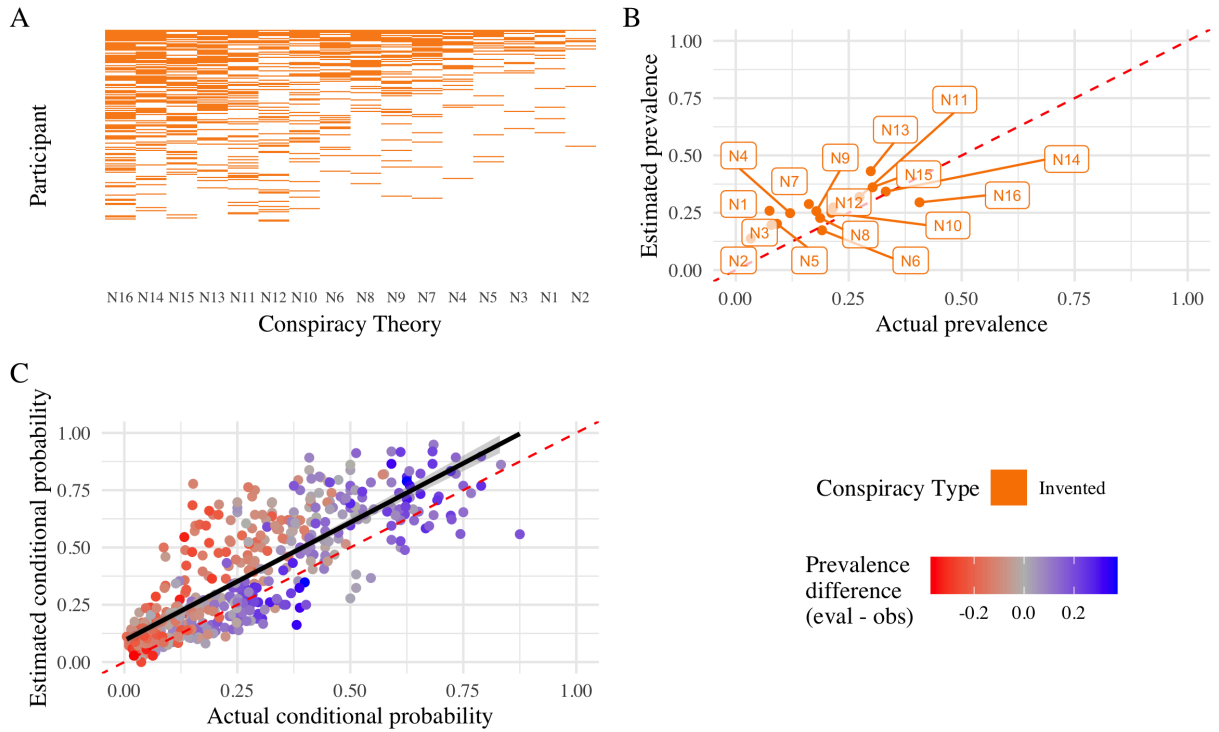 A
Participant
N16 N14 N15 N13 N11 N12 N10 N6 N8 N9 N7 N4 N5 N3 N1 N2
Conspiracy Theory
B
Estimated prevalence
1.00
0.75
0.50
0.25
0.00
N11
N13
N4
N9
N14
N7
N15
N16
N1
N12
N10
N3
N8
N2
N5
N6
0.00 0.25 0.50 0.75 1.00
Actual prevalence
C
Estimated conditional probability
1.00
0.75
0.50
0.25
0.00
0.00 0.25 0.50 0.75 1.00
Actual conditional probability
Conspiracy Type
Invented
Prevalence
difference
(eval - obs)
-0.2 0.0 0.2